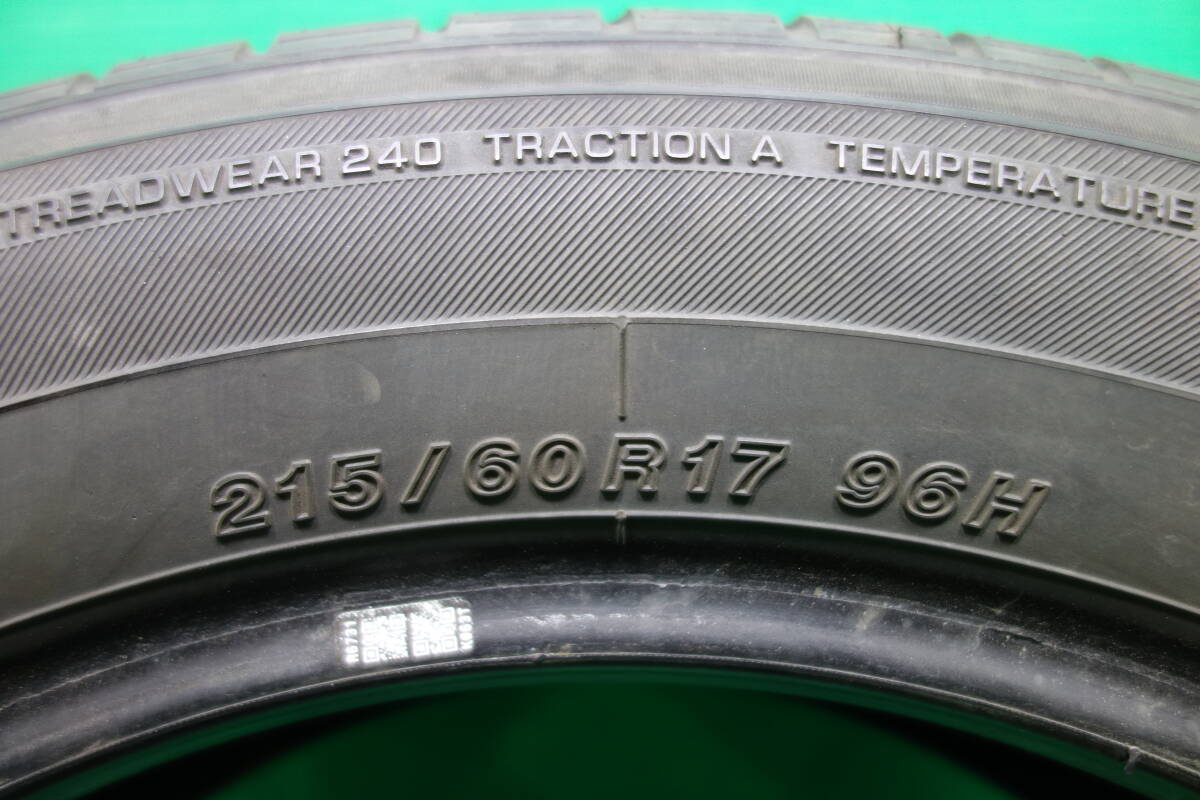 TREADWEAR 240 TRACTION A TEMPERATURE
215/60R17 96H